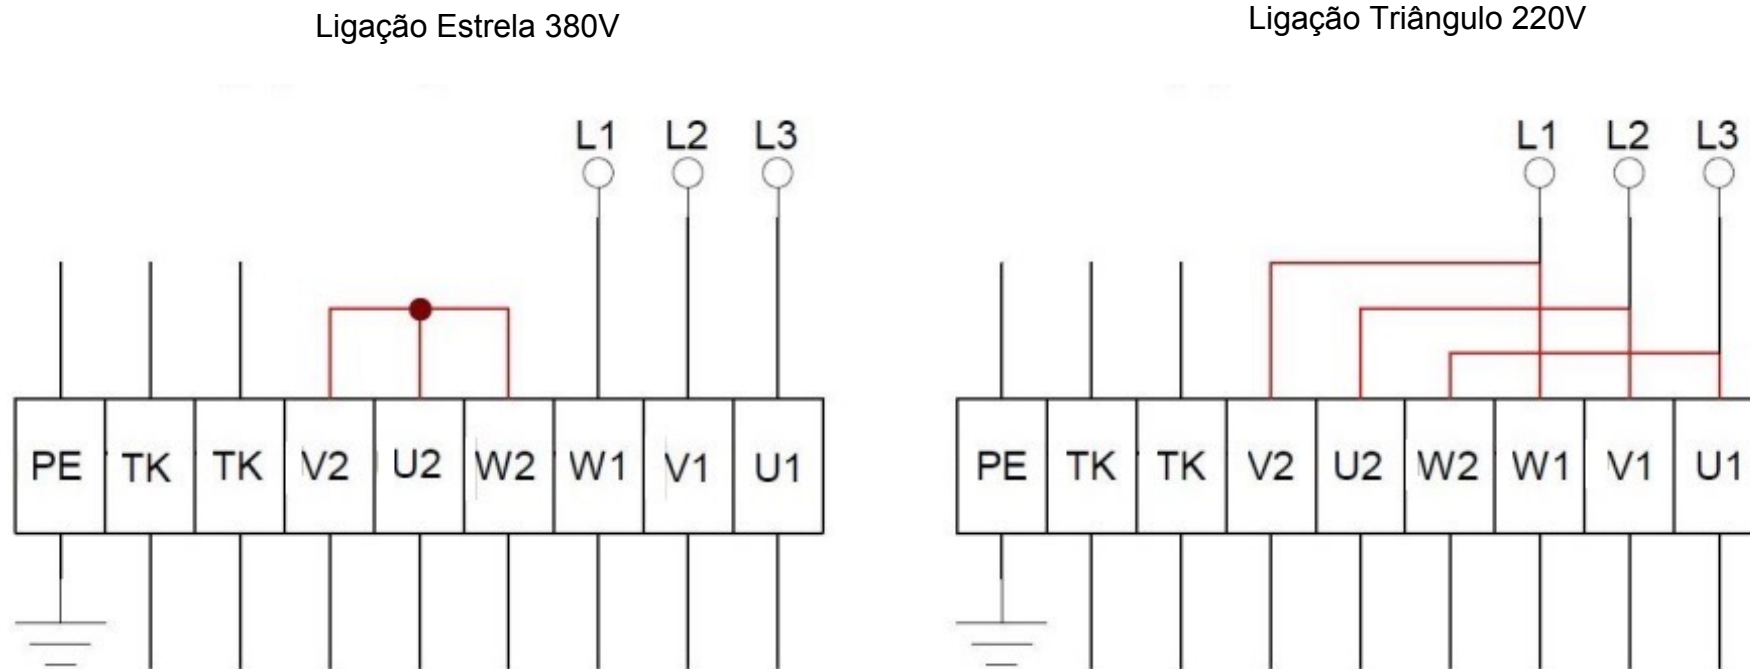 Ligação Estrela 380V
L1 L2 L3
PE TK TK V2 U2 W2 W1 V1 U1
Ligação Triângulo 220V
L1 L2 L3
PE TK TK V2 U2 W2 W1 V1 U1